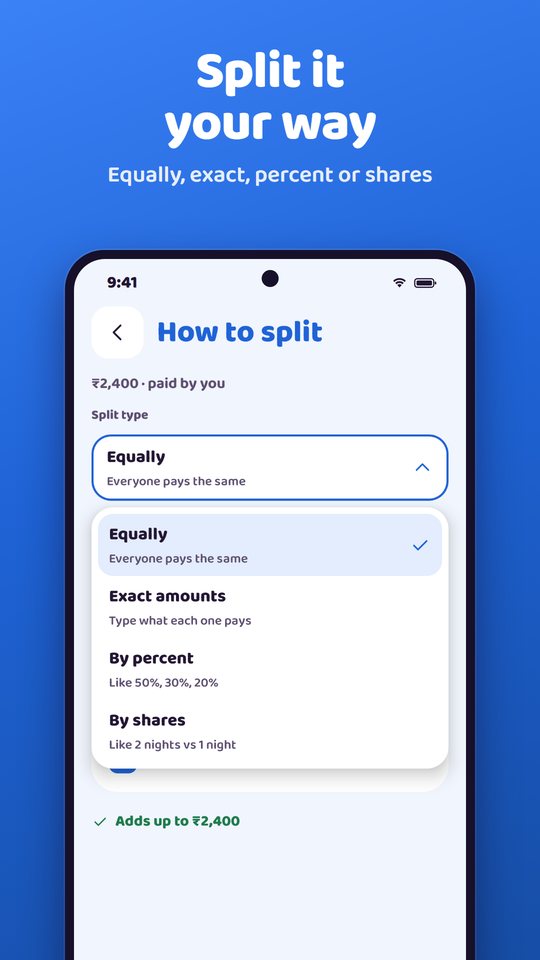 Split it
your way
Equally, exact, percent or shares
9:41
How to split
₹2,400 · paid by you
Split type
Equally
Everyone pays the same
Equally
Everyone pays the same
Exact amounts
Type what each one pays
By percent
Like 50%, 30%, 20%
By shares
Like 2 nights vs 1 night
Adds up to ₹2,400